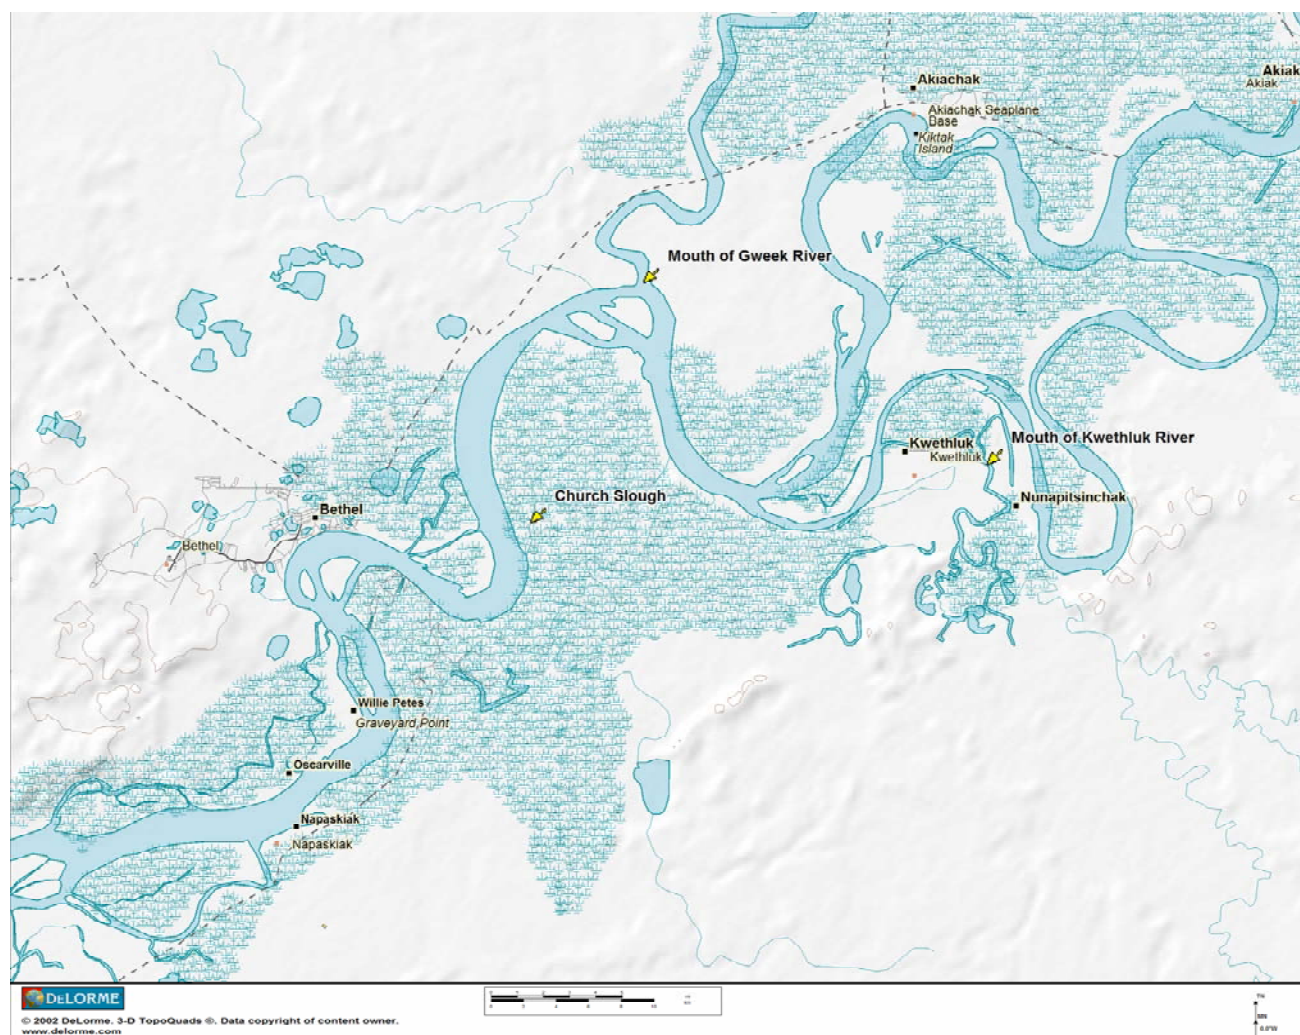 Akiachak
Akiak
Akiak
Akiachak Seaplane
Base
Kiktak
Island
Mouth of Gweek River
Kwethluk
Kwethluk
Mouth of Kwethluk River
Church Slough
Nunapitsinchak
Bethel
Bethel
Willie Petes
Graveyard Point
Oscarville
Napaskiak
Napaskiak
DELORME
© 2002 DeLorme. 3-D TopoQuads ®. Data copyright of content owner.
www.delorme.com
TN
MN